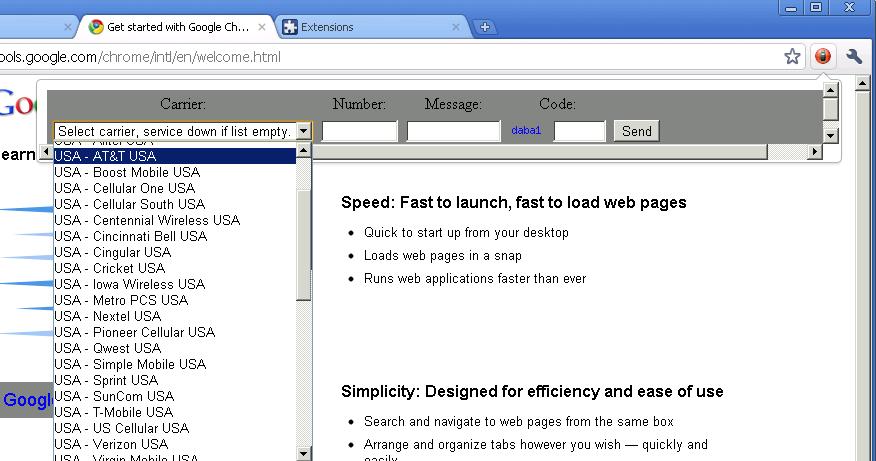 Get started with Google Ch...
Extensions
ools.google.com/chrome/intl/en/welcome.html
Goo
Carrier: Number: Message: Code:
Select carrier, service down if list empty. daba1 Send
earn
USA - Alltel USA
USA - AT&T USA
USA - Boost Mobile USA
USA - Cellular One USA
USA - Cellular South USA
USA - Centennial Wireless USA
USA - Cincinnati Bell USA
USA - Cingular USA
USA - Cricket USA
USA - Iowa Wireless USA
USA - Metro PCS USA
USA - Nextel USA
USA - Pioneer Cellular USA
USA - Qwest USA
USA - Simple Mobile USA
USA - Sprint USA
USA - SunCom USA
USA - T-Mobile USA
USA - US Cellular USA
USA - Verizon USA
USA - Virgin Mobile USA
Google
Speed: Fast to launch, fast to load web pages
Quick to start up from your desktop
Loads web pages in a snap
Runs web applications faster than ever
Simplicity: Designed for efficiency and ease of use
Search and navigate to web pages from the same box
Arrange and organize tabs however you wish — quickly and
easily